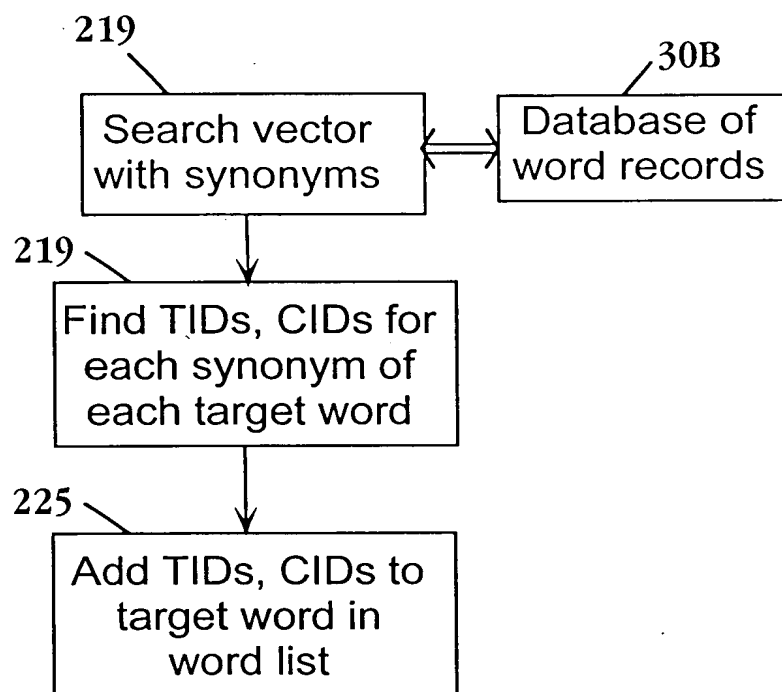 219
30B
Search vector
with synonyms
Database of
word records
219
Find TIDs, CIDs for
each synonym of
each target word
225
Add TIDs, CIDs to
target word in
word list